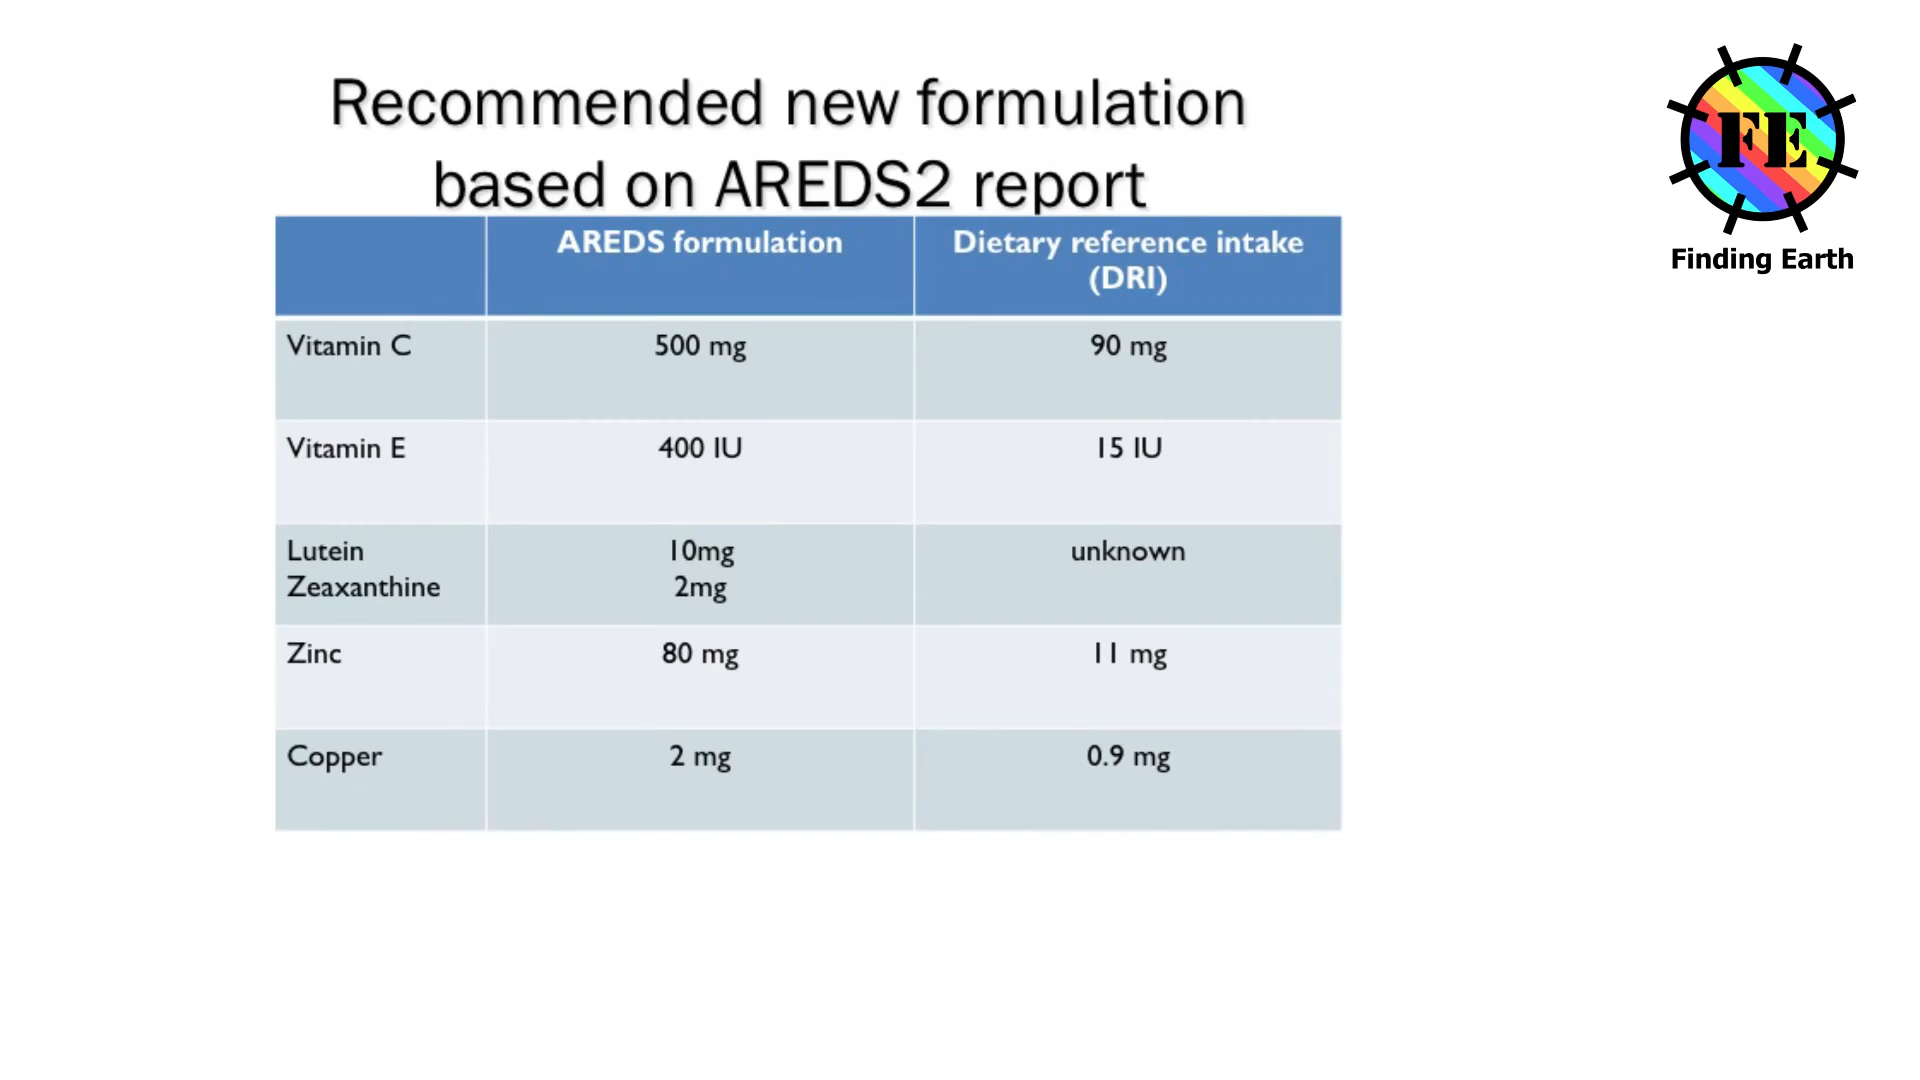 Recommended new formulation
based on AREDS2 report
FE
Finding Earth
AREDS formulation Dietary reference intake
(DRI)
Vitamin C 500 mg 90 mg
Vitamin E 400 IU 15 IU
Lutein 10mg unknown
Zeaxanthine 2mg
Zinc 80 mg 11 mg
Copper 2 mg 0.9 mg